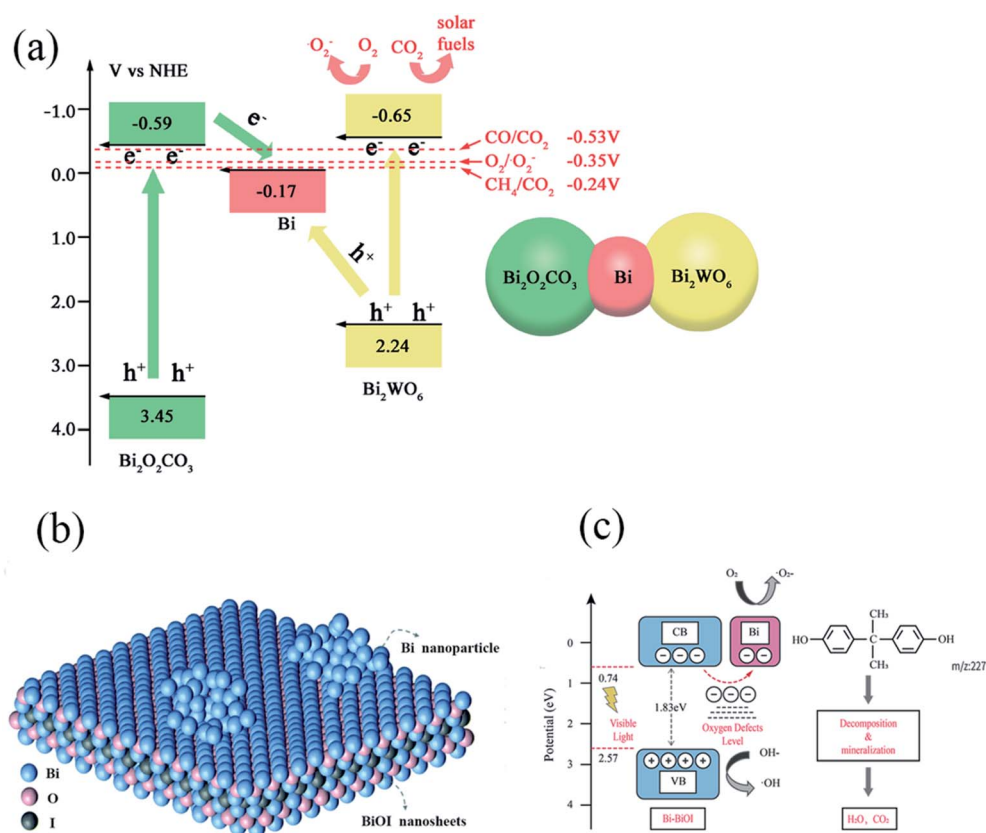 (a)
V vs NHE
·O₂⁻ O₂ CO₂ solar
fuels
-1.0
0.0
1.0
2.0
3.0
4.0
-0.59
e⁻ e⁻
e⁻
-0.17
Bi
-0.65
e⁻ e⁻
CO/CO₂ -0.53V
O₂/·O₂⁻ -0.35V
CH₄/CO₂ -0.24V
h⁺
h⁺ h⁺
2.24
Bi₂WO₆
h⁺ h⁺
3.45
Bi₂O₂CO₃
Bi₂O₂CO₃ Bi Bi₂WO₆
(b)
Bi nanoparticle
BiOI nanosheets
Bi
O
I
(c)
Potential (eV)
0
1
2
3
4
O₂ ·O₂-
CB
Bi
0.74
Visible
Light
2.57
1.83eV
Oxygen Defects
Level
VB
OH-
·OH
Bi-BiOI
CH₃
HO C OH
CH₃
m/z:227
Decomposition
&
mineralization
H₂O, CO₂